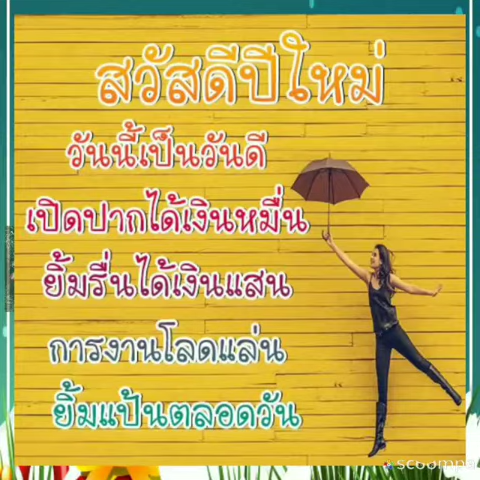 สวัสดีปีใหม่
วันนี้เป็นวันดี
เปิดปากได้เงินหมื่น
ยิ้มรื่นได้เงินแสน
การงานโลดแล่น
ยิ้มแป้นตลอดวัน
scoompa